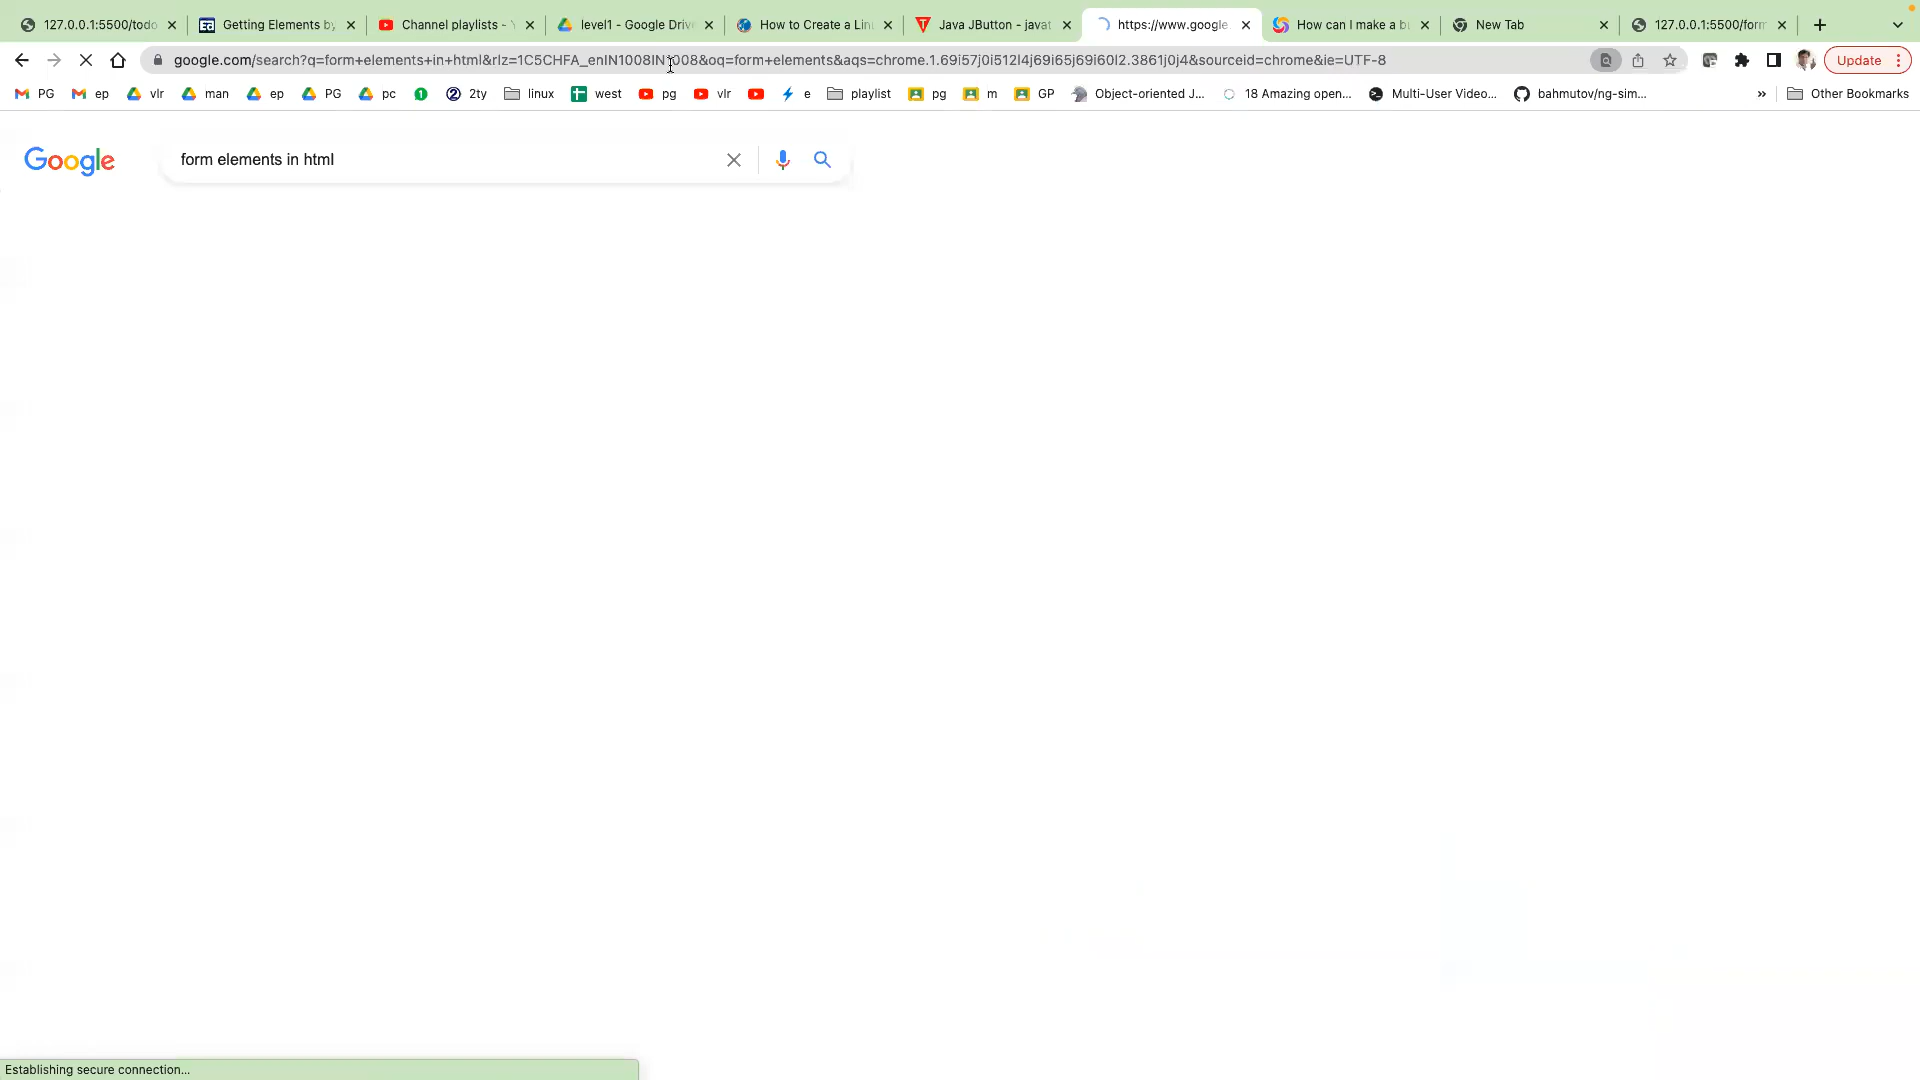 127.0.0.1:5500/todo
Getting Elements by
Channel playlists - Y
level1 - Google Drive
How to Create a Lin
Java JButton - javat
https://www.google.
How can I make a b
New Tab
127.0.0.1:5500/form
google.com/search?q=form+elements+in+html&rlz=1C5CHFA_enIN1008IN1008&oq=form+elements&aqs=chrome.1.69i57j0i512l4j69i65j69i60l2.3861j0j4&sourceid=chrome&ie=UTF-8
Update
PG
ep
vlr
man
ep
PG
pc
2ty
linux
west
pg
vlr
e
playlist
pg
m
GP
Object-oriented J...
18 Amazing open...
Multi-User Video...
bahmutov/ng-sim...
»
Other Bookmarks
Google
form elements in html
Establishing secure connection...